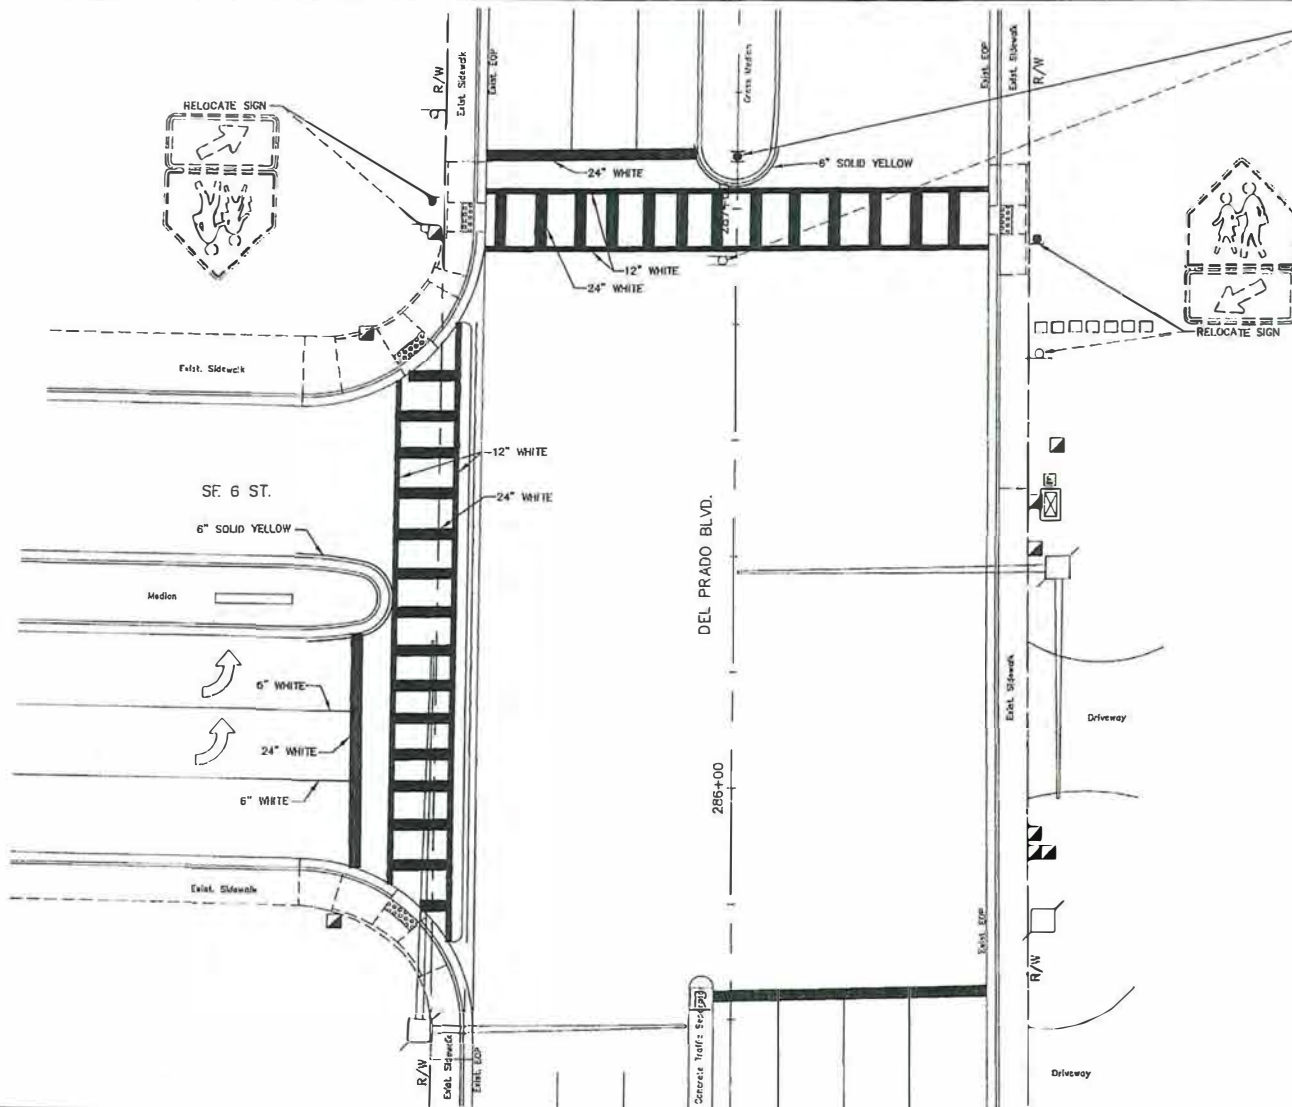 R/W
Exist. Sidewalk
Exist. EOP
Grass Median
Exist. EOP
Exist. Sidewalk
R/W
RELOCATE SIGN
24" WHITE
6" SOLID YELLOW
12" WHITE
24" WHITE
RELOCATE SIGN
Exist. Sidewalk
12" WHITE
SE 6 ST.
24" WHITE
6" SOLID YELLOW
DEL PRADO BLVD.
Median
6" WHITE
Exist. Sidewalk
Driveway
24" WHITE
286+00
6" WHITE
Exist. Sidewalk
Exist. EOP
R/W
Concrete Traffic
R/W
Exist. Sidewalk
Exist. EOP
Driveway